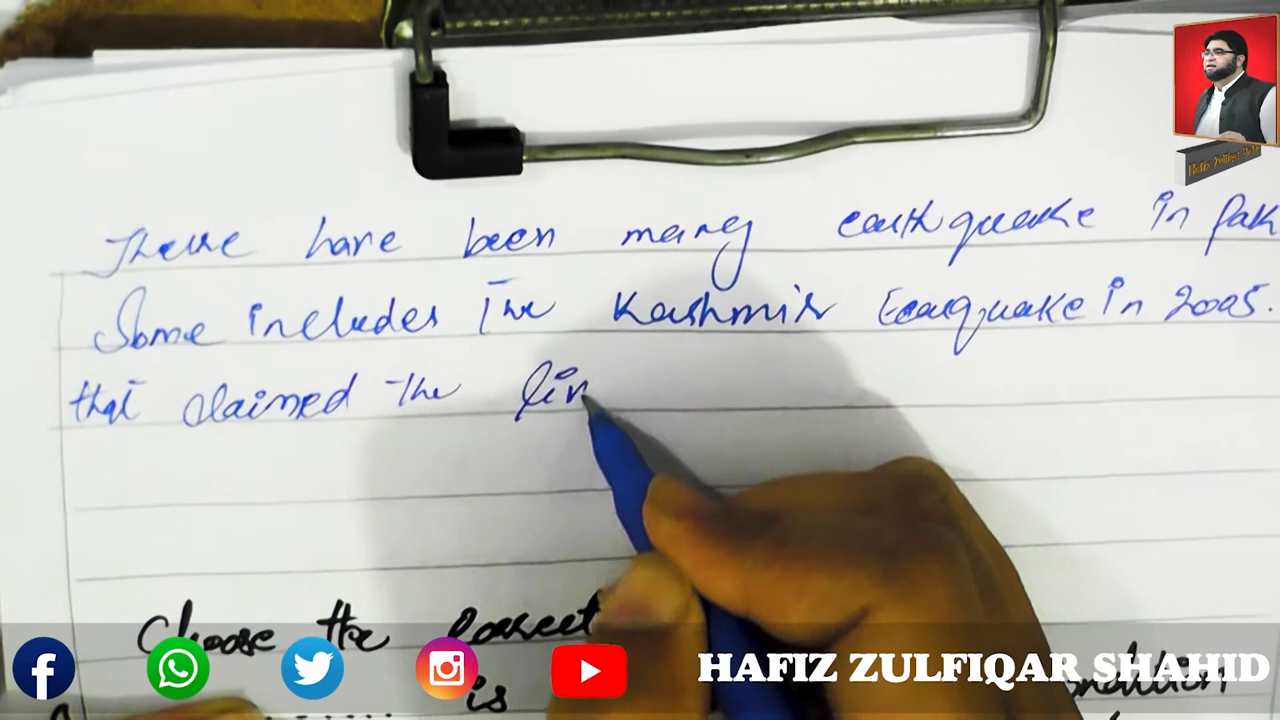 There have been many earthquake in Pak
Some includes The Kashmir Earquake in 2005.
that claimed the liv
Choose the correct
is
HAFIZ ZULFIQAR SHAHID